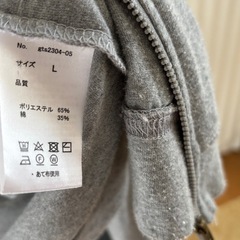 No. gts2304-05
サイズ L
品質
ポリエステル 65%
綿 35%
・あて布使用